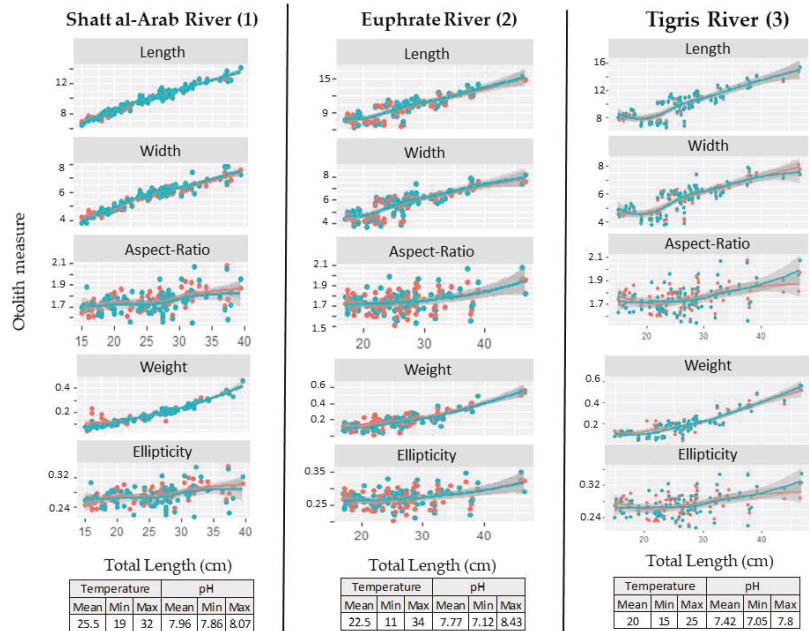 Shatt al-Arab River (1)
Length
12
8
Width
8
6
4
Aspect-Ratio
2.1
1.9
1.7
15 20 25 30 35 40
Weight
0.4
0.2
Ellipticity
0.32
0.24
15 20 25 30 35 40
Total Length (cm)
Temperature pH
Mean Min Max Mean Min Max
25.5 19 32 7.96 7.86 8.07
Otolith measure
Euphrate River (2)
Length
15
9
Width
8
6
4
Aspect-Ratio
2.1
1.9
1.7
1.5
20 30 40
Weight
0.6
0.4
0.2
Ellipticity
0.35
0.25
20 30 40
Total Length (cm)
Temperature pH
Mean Min Max Mean Min Max
22.5 11 34 7.77 7.12 8.43
Tigris River (3)
Length
16
14
12
10
8
Width
8
7
6
5
4
Aspect-Ratio
2.1
1.9
1.7
20 30 40
Weight
0.6
0.4
0.2
Ellipticity
0.32
0.28
0.24
20 30 40
Total Length (cm)
Temperature pH
Mean Min Max Mean Min Max
20 15 25 7.42 7.05 7.8